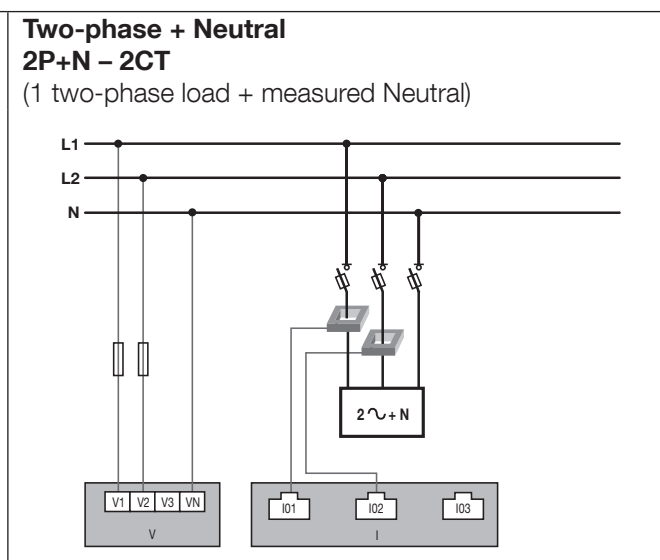 Two-phase + Neutral
2P+N – 2CT
(1 two-phase load + measured Neutral)
L1
L2
N
2 ∿ + N
V1 V2 V3 VN
V
I01 I02 I03
I